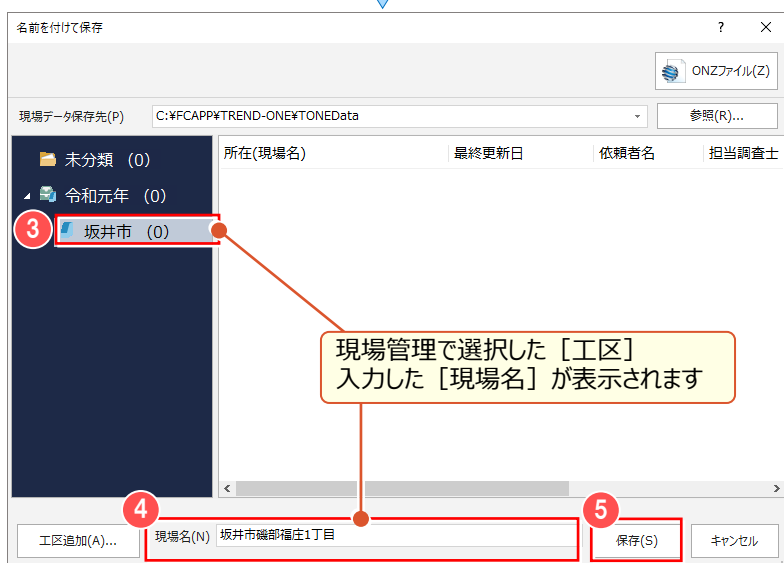 名前を付けて保存
? ×
ONZファイル(Z)
現場データ保存先(P) C:¥FCAPP¥TREND-ONE¥TONEData 参照(R)...
未分類 (0)
所在(現場名) 最終更新日 依頼者名 担当調査士
令和元年 (0)
3 坂井市 (0)
現場管理で選択した［工区］
入力した［現場名］が表示されます
4 5
工区追加(A)... 現場名(N) 坂井市磯部福庄1丁目 保存(S) キャンセル